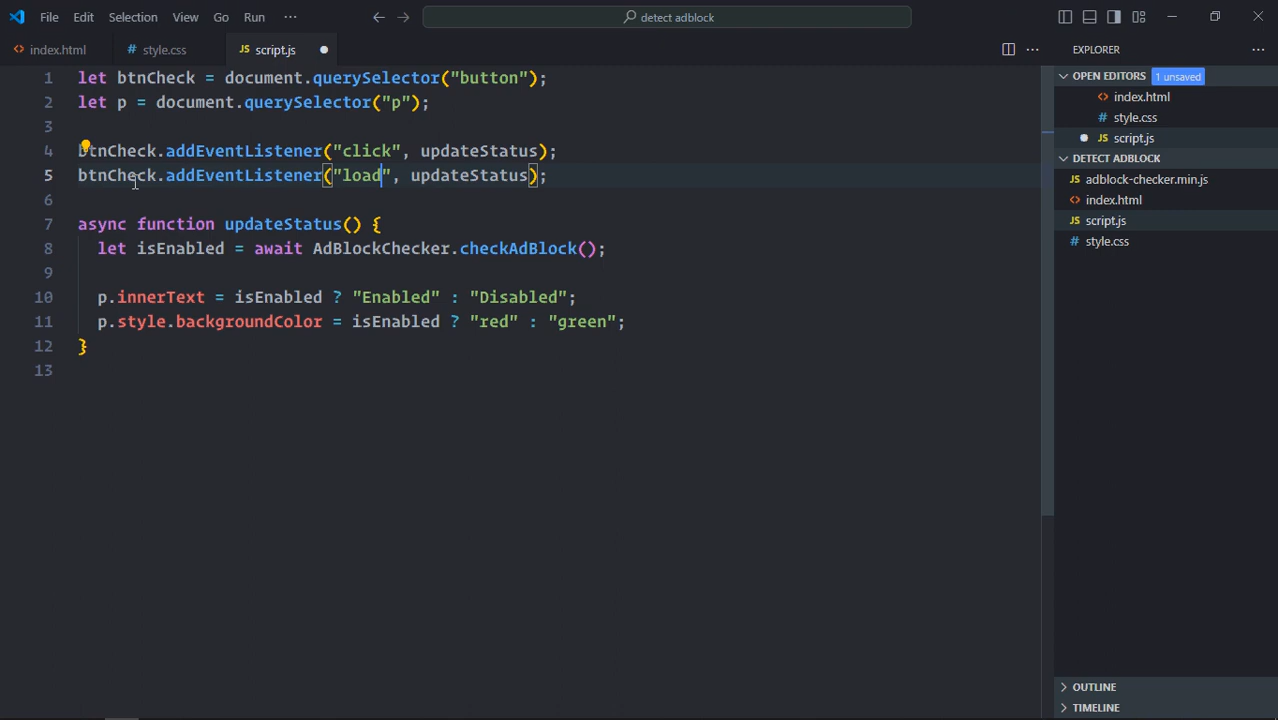 File Edit Selection View Go Run ··· detect adblock
index.html style.css JS script.js
EXPLORER
OPEN EDITORS 1 unsaved
index.html
style.css
JS script.js
DETECT ADBLOCK
JS adblock-checker.min.js
index.html
JS script.js
style.css
1 let btnCheck = document.querySelector("button");
2 let p = document.querySelector("p");
3
4 btnCheck.addEventListener("click", updateStatus);
5 btnCheck.addEventListener("load", updateStatus);
6
7 async function updateStatus() {
8 let isEnabled = await AdBlockChecker.checkAdBlock();
9
10 p.innerText = isEnabled ? "Enabled" : "Disabled";
11 p.style.backgroundColor = isEnabled ? "red" : "green";
12 }
13
OUTLINE
TIMELINE